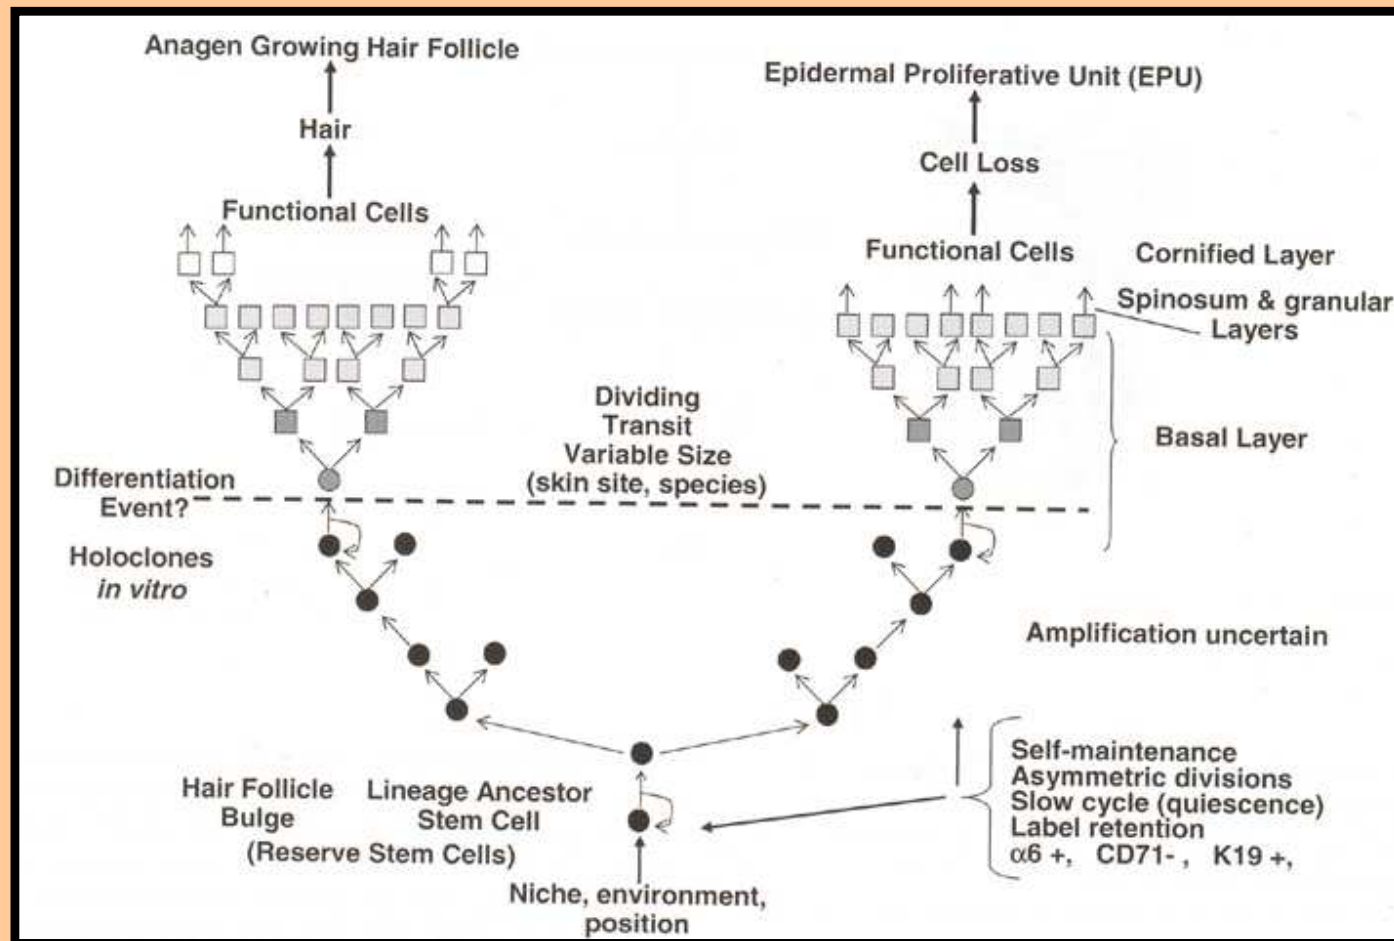 Anagen Growing Hair Follicle
Hair
Functional Cells
Epidermal Proliferative Unit (EPU)
Cell Loss
Functional Cells
Cornified Layer
Spinosum & granular
Layers
Basal Layer
Dividing
Transit
Variable Size
(skin site, species)
Differentiation
Event?
Holoclones
in vitro
Amplification uncertain
Hair Follicle
Bulge
Lineage Ancestor
Stem Cell
(Reserve Stem Cells)
Niche, environment,
position
Self-maintenance
Asymmetric divisions
Slow cycle (quiescence)
Label retention
α6 +, CD71- , K19 +,